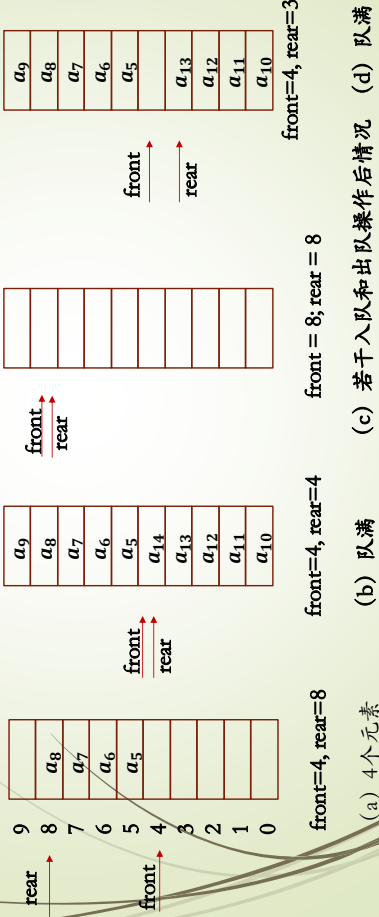 9
rear 8 a₈
7 a₇
6 a₆
5 a₅
front 4
3
2
1
0
front=4, rear=8
(a) 4个元素
a₉
a₈
a₇
a₆
a₅
front
a₁₄
rear
a₁₃
a₁₂
a₁₁
a₁₀
front=4, rear=4
(b) 队满
front
rear
front = 8; rear = 8
(c) 若干入队和出队操作后情况
a₉
a₈
a₇
a₆
a₅
front
rear a₁₃
a₁₂
a₁₁
a₁₀
front=4, rear=3
(d) 队满